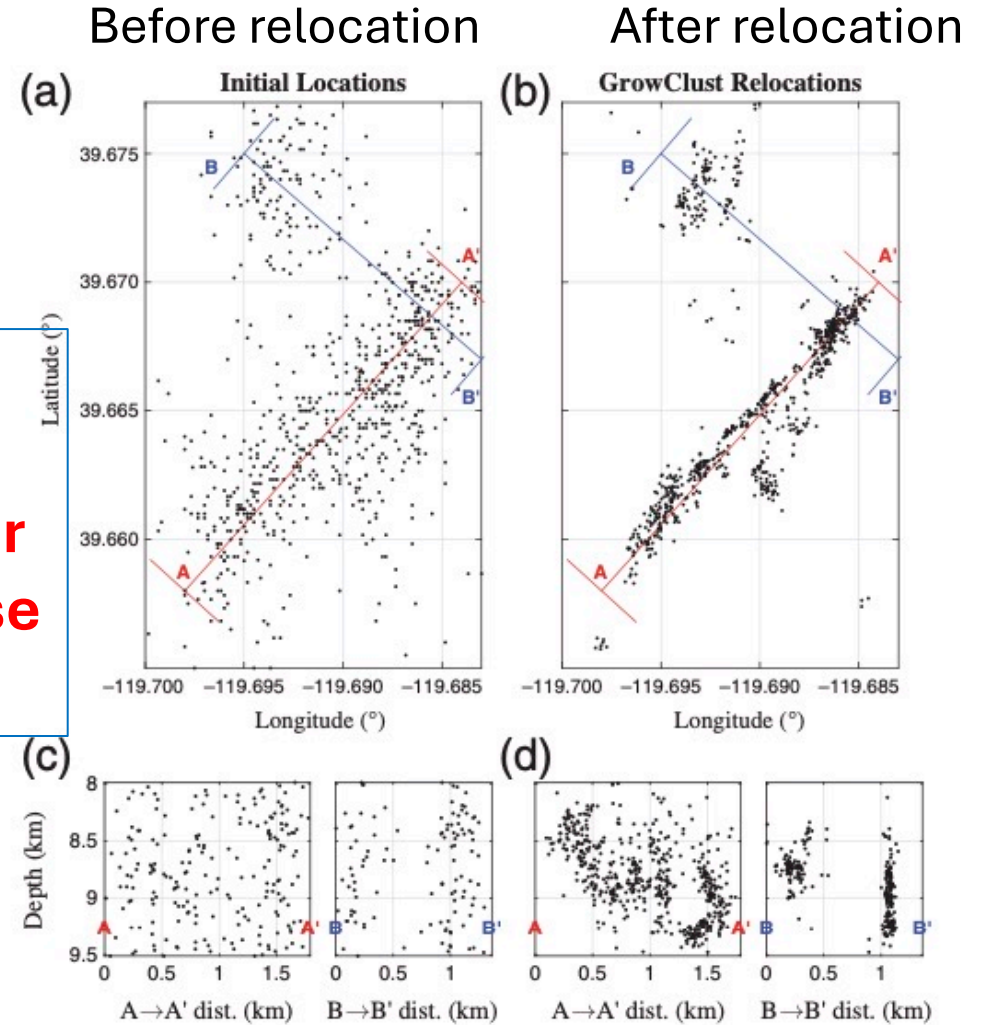 Before relocation
After relocation
(a)
Initial Locations
(b)
GrowClust Relocations
39.675
39.670
39.665
39.660
Latitude (°)
B
A'
B'
A
B
A'
B'
A
−119.700 −119.695 −119.690 −119.685
Longitude (°)
−119.700 −119.695 −119.690 −119.685
Longitude (°)
(c)
(d)
8
8.5
9
9.5
Depth (km)
A
A'
B
B'
A
A'
B
B'
0 0.5 1 1.5
0 0.5 1
0 0.5 1 1.5
0 0.5 1
A→A' dist. (km)
B→B' dist. (km)
A→A' dist. (km)
B→B' dist. (km)